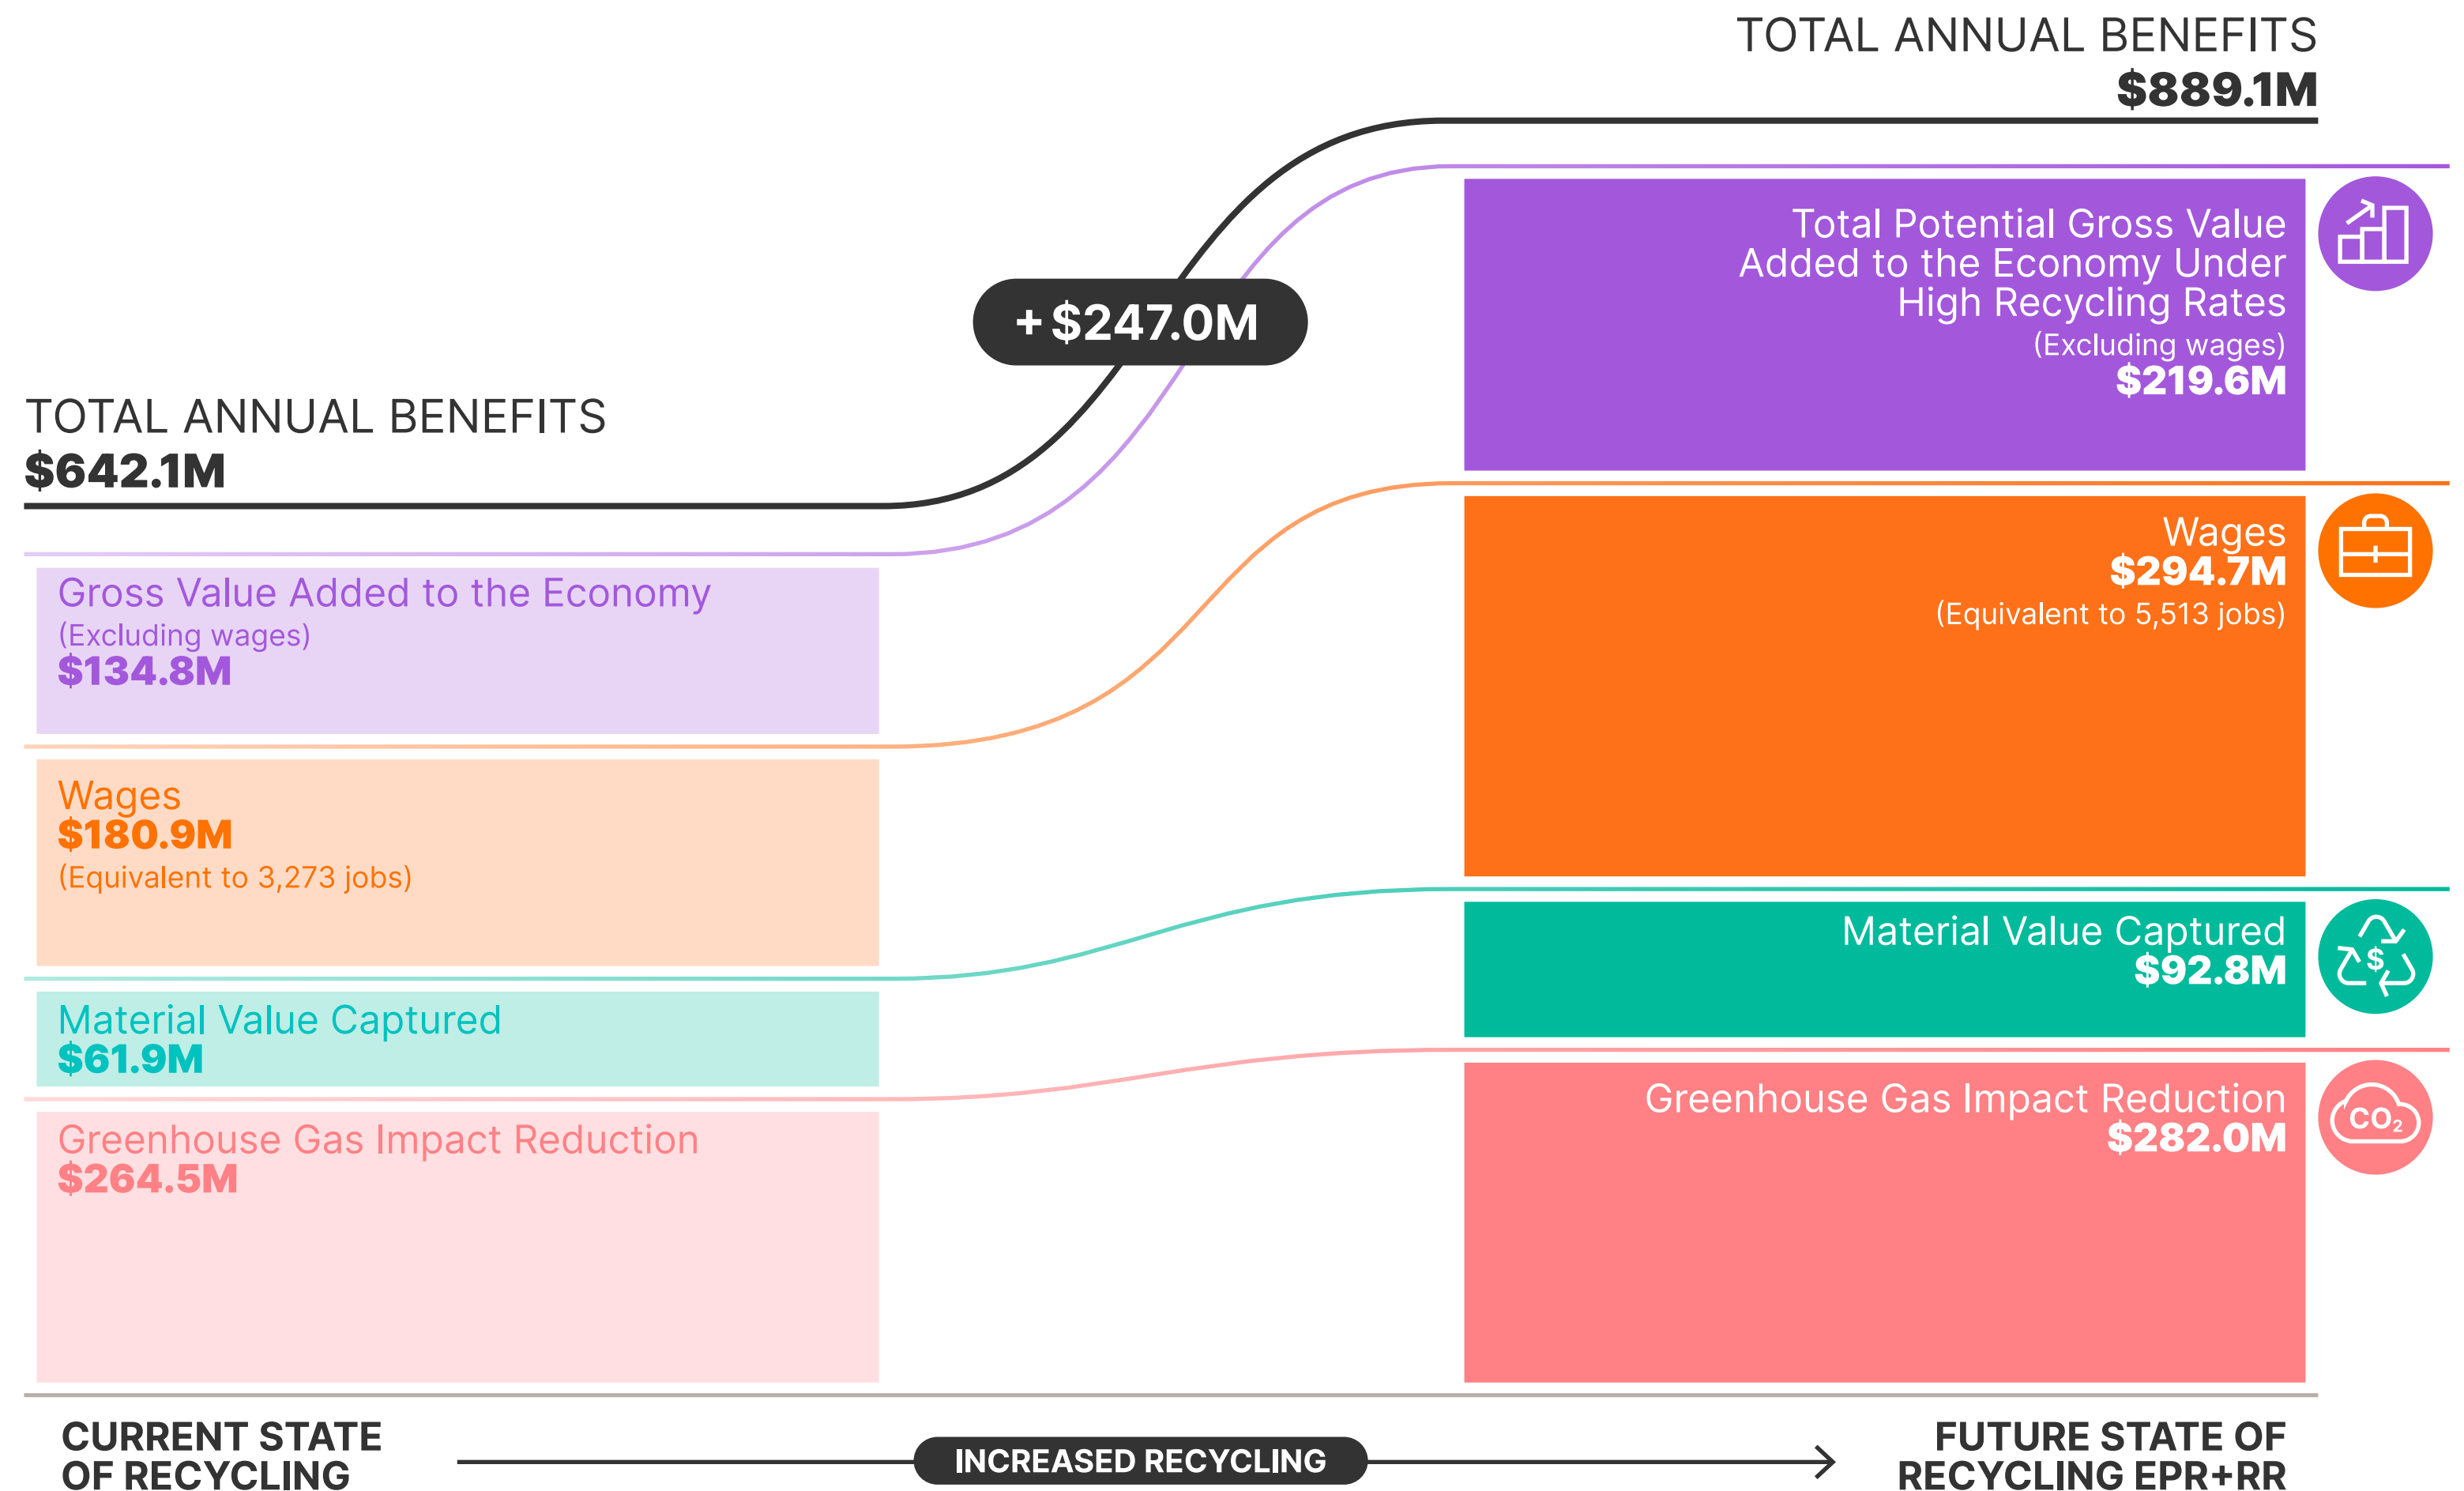 TOTAL ANNUAL BENEFITS
$889.1M
Total Potential Gross Value
Added to the Economy Under
High Recycling Rates
(Excluding wages)
$219.6M
+$247.0M
TOTAL ANNUAL BENEFITS
$642.1M
Gross Value Added to the Economy
(Excluding wages)
$134.8M
Wages
$294.7M
(Equivalent to 5,513 jobs)
Wages
$180.9M
(Equivalent to 3,273 jobs)
Material Value Captured
$92.8M
$
Material Value Captured
$61.9M
Greenhouse Gas Impact Reduction
$282.0M
CO₂
Greenhouse Gas Impact Reduction
$264.5M
CURRENT STATE
OF RECYCLING
INCREASED RECYCLING
FUTURE STATE OF
RECYCLING EPR+RR